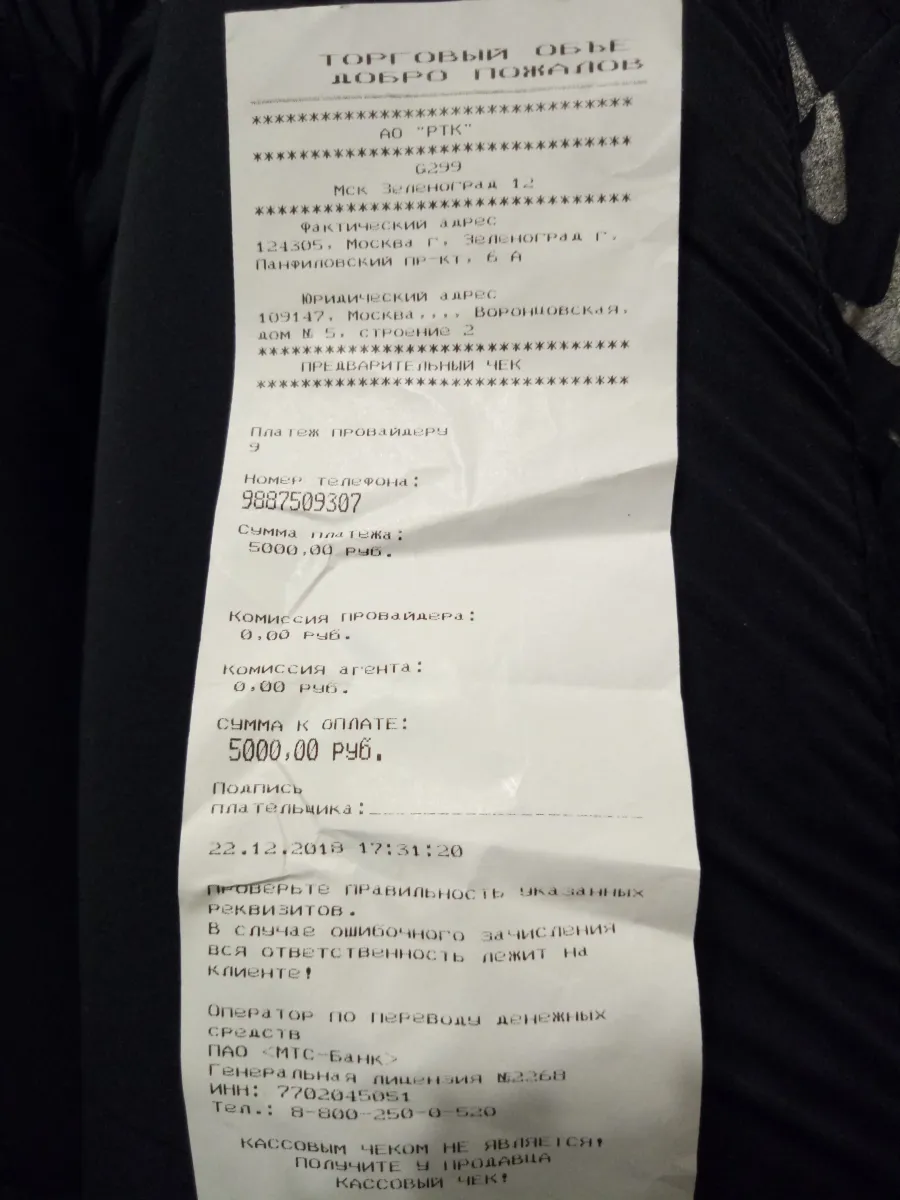 ТОРГОВЫЙ ОБЪЕ
ДОБРО ПОЖАЛОВ
*********************************
АО "РТК"
*********************************
G299
Мск Зеленоград 12
*********************************
Фактический адрес
124305, Москва г, Зеленоград г,
Панфиловский пр-кт, 6 А
Юридический адрес
109147, Москва,,,, Воронцовская,
дом № 5, строение 2
*********************************
ПРЕДВАРИТЕЛЬНЫЙ ЧЕК
*********************************
Платеж провайдеру
9
Номер телефона:
9887509307
Сумма платежа:
5000,00 руб.
Комиссия провайдера:
0,00 руб.
Комиссия агента:
0,00 руб.
СУММА К ОПЛАТЕ:
5000,00 руб.
Подпись
плательщика:
22.12.2018 17:31:20
Проверьте правильность указанных
реквизитов.
В случае ошибочного зачисления
вся ответственность лежит на
клиенте!
Оператор по переводу денежных
средств
ПАО <МТС-Банк>
Генеральная лицензия №2268
ИНН: 7702045051
Тел.: 8-800-250-0-520
КАССОВЫМ ЧЕКОМ НЕ ЯВЛЯЕТСЯ!
ПОЛУЧИТЕ У ПРОДАВЦА
КАССОВЫЙ ЧЕК!